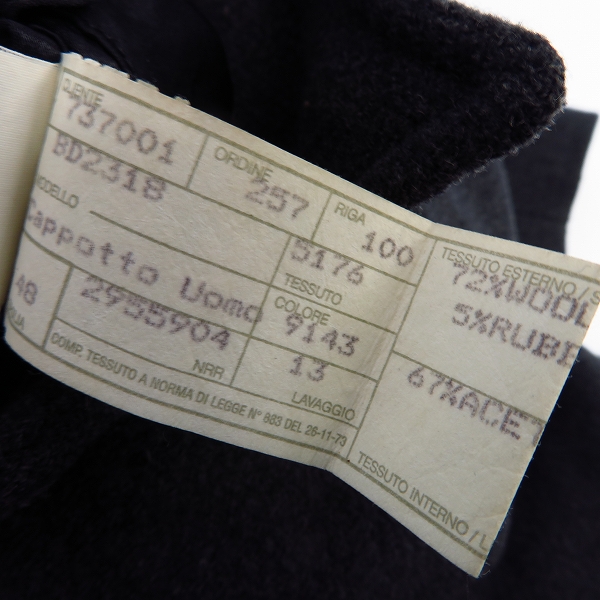 CLIENTE
737001
ORDINE
257
RIGA
100
BD2318
MODELLO
Cappotto Uomo
5176
TESSUTO
COLORE
9143
48
2955904
NRR
13
LAVAGGIO
COMP. TESSUTO A NORMA DI LEGGE N° 883 DEL 26-11-73
TESSUTO ESTERNO/S
72%WOOL
5%RUBB
67%ACET
TESSUTO INTERNO/L